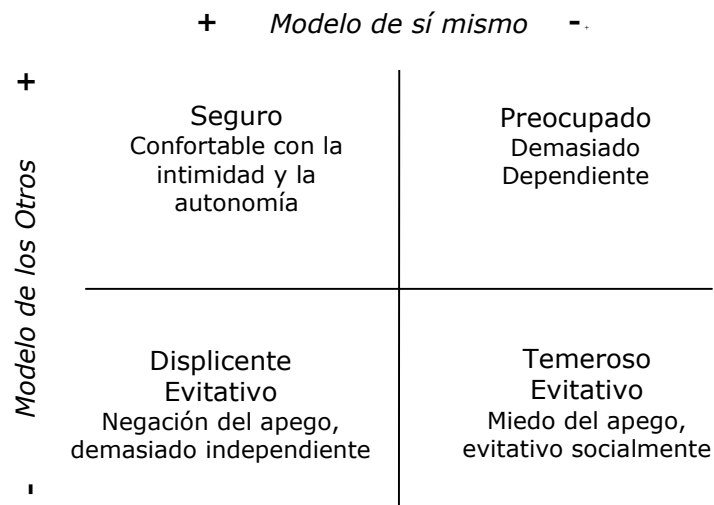 + Modelo de sí mismo - +
+
Modelo de los Otros
-
Seguro
Confortable con la
intimidad y la
autonomía
Preocupado
Demasiado
Dependiente
Displicente
Evitativo
Negación del apego,
demasiado independiente
Temeroso
Evitativo
Miedo del apego,
evitativo socialmente